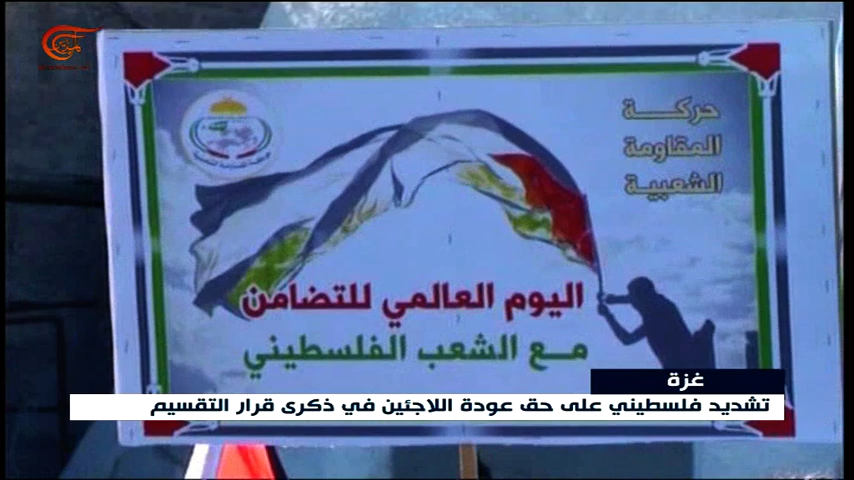 حركة
المقاومة
الشعبية
اليوم العالمي للتضامن
مع الشعب الفلسطيني
غزة
تشديد فلسطيني على حق عودة اللاجئين في ذكرى قرار التقسيم